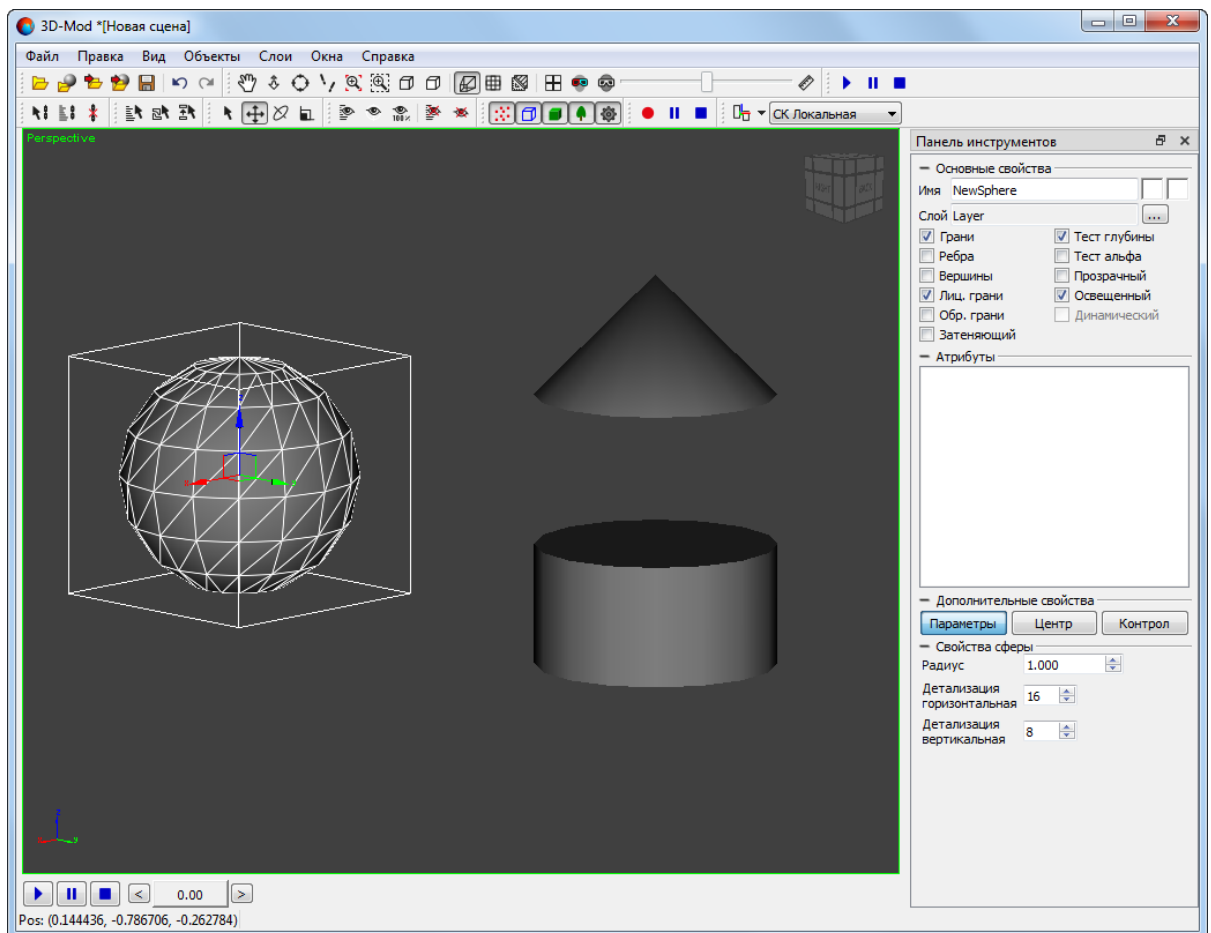 3D-Mod *[Новая сцена]
Файл Правка Вид Объекты Слои Окна Справка
100%
СК Локальная
Perspective
Панель инструментов
Основные свойства
Имя NewSphere
Слой Layer ...
Грани Тест глубины
Ребра Тест альфа
Вершины Прозрачный
Лиц. грани Освещенный
Обр. грани Динамический
Затеняющий
Атрибуты
Дополнительные свойства
Параметры Центр Контрол
Свойства сферы
Радиус 1.000
Детализация
горизонтальная 16
Детализация
вертикальная 8
z
x y
< 0.00 >
Pos: (0.144436, -0.786706, -0.262784)